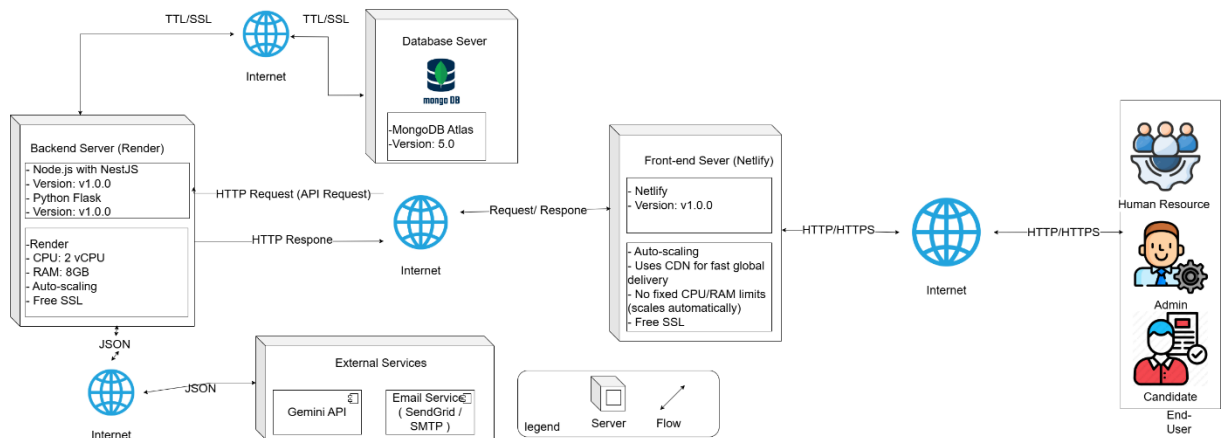 TTL/SSL
TTL/SSL
Internet
Database Sever
mongo DB
-MongoDB Atlas
-Version: 5.0
Backend Server (Render)
- Node.js with NestJS
- Version: v1.0.0
- Python Flask
- Version: v1.0.0
-Render
- CPU: 2 vCPU
- RAM: 8GB
- Auto-scaling
- Free SSL
HTTP Request (API Request)
HTTP Respone
Internet
Request/ Respone
Front-end Sever (Netlify)
- Netlify
- Version: v1.0.0
- Auto-scaling
- Uses CDN for fast global
delivery
- No fixed CPU/RAM limits
(scales automatically)
- Free SSL
HTTP/HTTPS
Internet
HTTP/HTTPS
Human Resource
Admin
Candidate
End-
User
JSON
Internet
JSON
External Services
Gemini API
Email Service
( SendGrid /
SMTP )
legend
Server
Flow